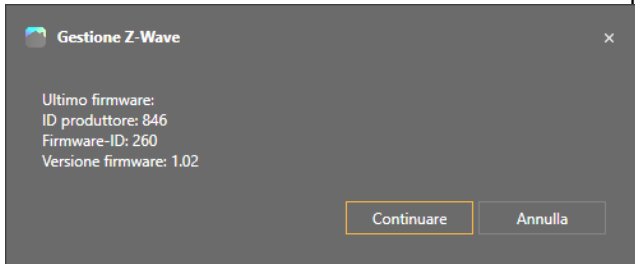 Gestione Z-Wave
Ultimo firmware:
ID produttore: 846
Firmware-ID: 260
Versione firmware: 1.02
Continuare
Annulla